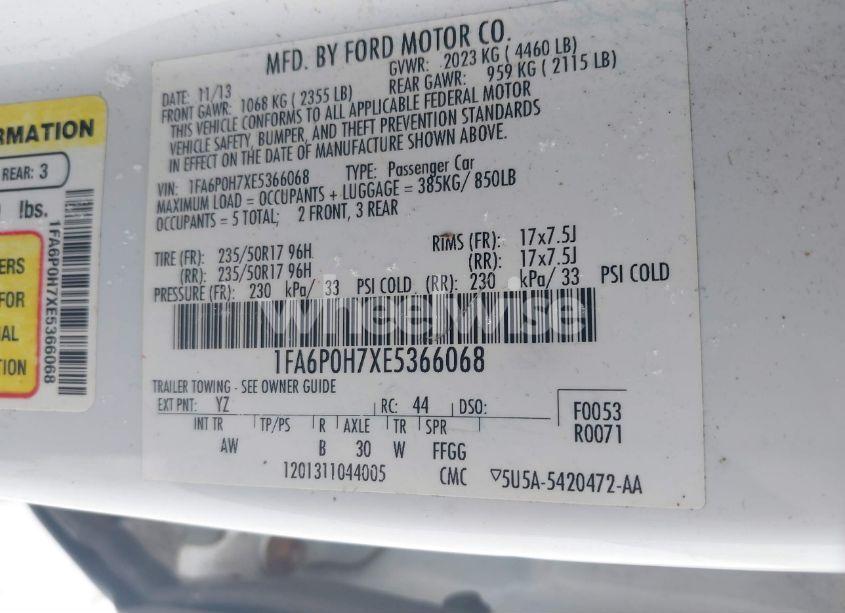 MFD. BY FORD MOTOR CO.
DATE: 11/13 GVWR: 2023 KG ( 4460 LB)
FRONT GAWR: 1068 KG ( 2355 LB) REAR GAWR: 959 KG ( 2115 LB)
THIS VEHICLE CONFORMS TO ALL APPLICABLE FEDERAL MOTOR
VEHICLE SAFETY, BUMPER, AND THEFT PREVENTION STANDARDS
IN EFFECT ON THE DATE OF MANUFACTURE SHOWN ABOVE.
VIN: 1FA6P0H7XE5366068 TYPE: Passenger Car
MAXIMUM LOAD = OCCUPANTS + LUGGAGE = 385KG/ 850LB
OCCUPANTS = 5 TOTAL; 2 FRONT, 3 REAR
TIRE (FR): 235/50R17 96H RIMS (FR): 17x7.5J
(RR): 235/50R17 96H (RR): 17x7.5J
PRESSURE (FR): 230 kPa/ 33 PSI COLD (RR): 230 kPa/ 33 PSI COLD
wheelwise
1FA6P0H7XE5366068
TRAILER TOWING - SEE OWNER GUIDE
EXT PNT: YZ RC: 44 DSO: F0053
INT TR TP/PS R AXLE TR SPR R0071
AW B 30 W FFGG
1201311044005 CMC ▽5U5A-5420472-AA
RMATION
REAR: 3
lbs.
1FA6P0H7XE5366068
ERS
FOR
AL
TION